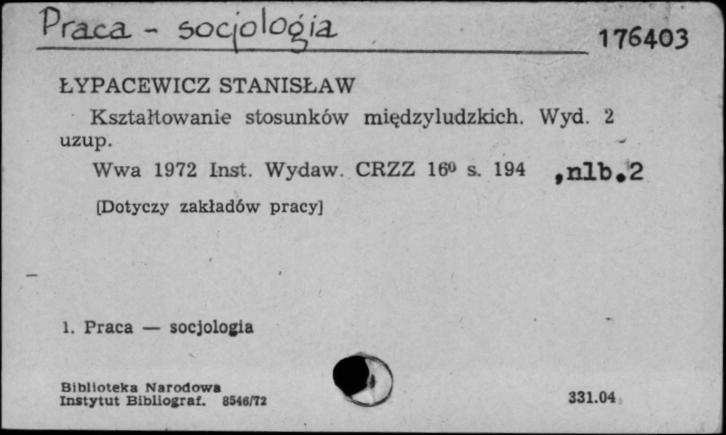 Praca - socjologia
176403
ŁYPACEWICZ STANISŁAW
Kształtowanie stosunków międzyludzkich. Wyd. 2
uzup.
Wwa 1972 Inst. Wydaw. CRZZ 16⁰ s. 194 ,nlb.2
[Dotyczy zakładów pracy]
1. Praca — socjologia
Biblioteka Narodowa
Instytut Bibliograf. 8546/72
331.04